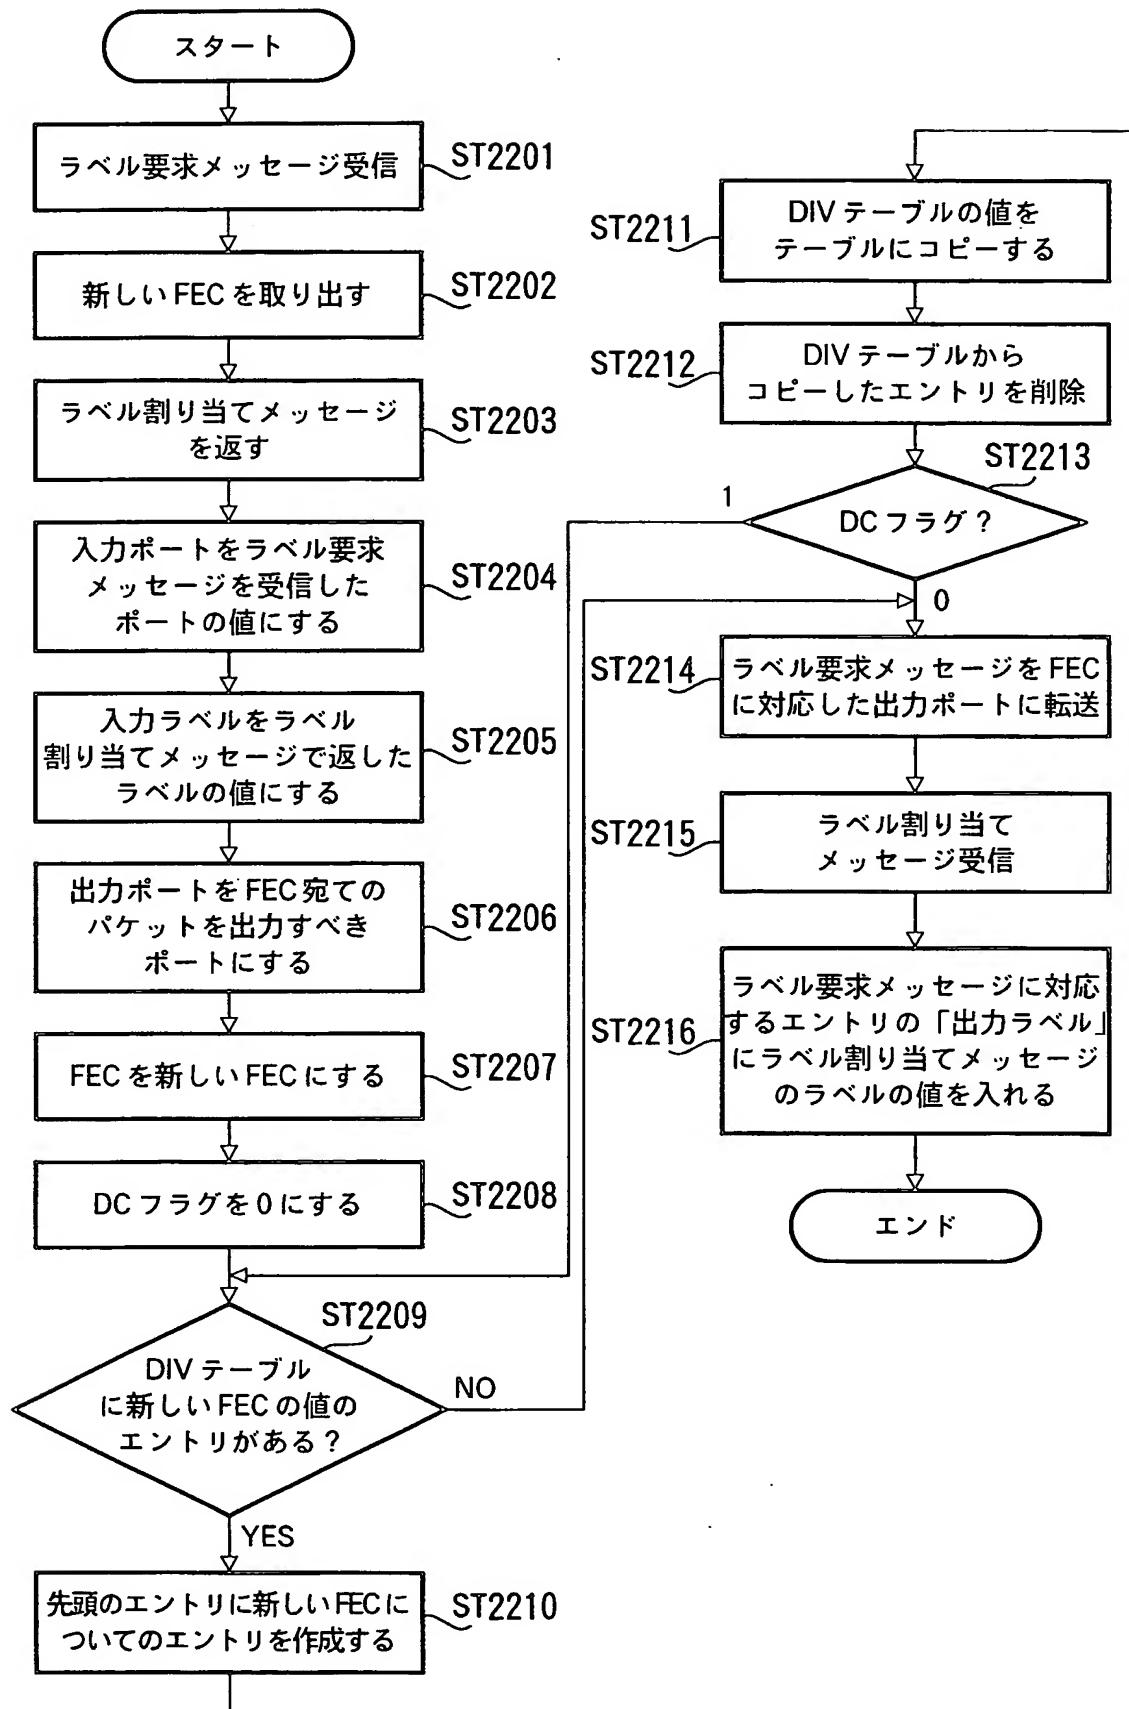 スタート
ラベル要求メッセージ受信
ST2201
新しいFECを取り出す
ST2202
ラベル割り当てメッセージ
を返す
ST2203
入力ポートをラベル要求
メッセージを受信した
ポートの値にする
ST2204
入力ラベルをラベル
割り当てメッセージで返した
ラベルの値にする
ST2205
出力ポートをFEC宛ての
パケットを出力すべき
ポートにする
ST2206
FECを新しいFECにする
ST2207
DCフラグを0にする
ST2208
ST2209
DIVテーブル
に新しいFECの値の
エントリがある?
NO
YES
先頭のエントリに新しいFECに
ついてのエントリを作成する
ST2210
ST2211
DIVテーブルの値を
テーブルにコピーする
ST2212
DIVテーブルから
コピーしたエントリを削除
ST2213
DCフラグ?
1
0
ST2214
ラベル要求メッセージをFEC
に対応した出力ポートに転送
ST2215
ラベル割り当て
メッセージ受信
ST2216
ラベル要求メッセージに対応
するエントリの「出力ラベル」
にラベル割り当てメッセージ
のラベルの値を入れる
エンド